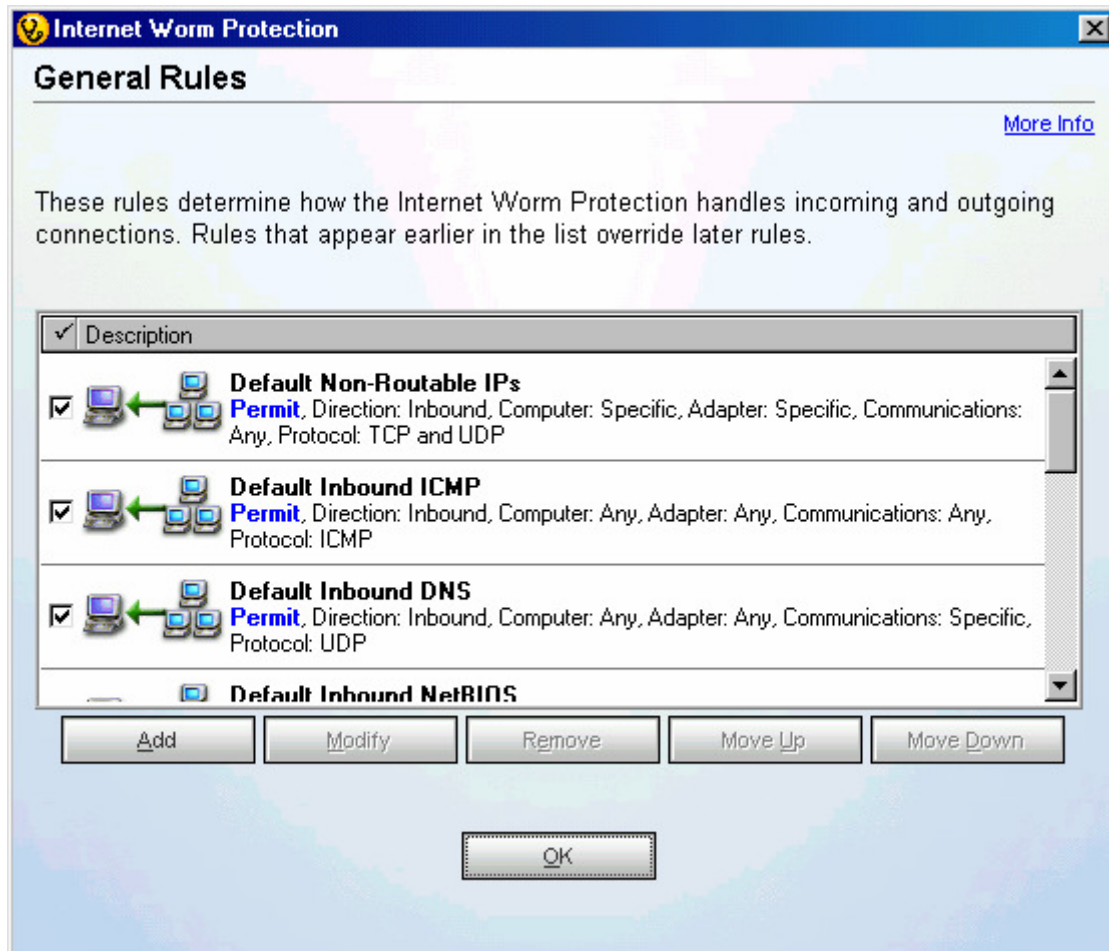 Internet Worm Protection
General Rules
More Info
These rules determine how the Internet Worm Protection handles incoming and outgoing
connections. Rules that appear earlier in the list override later rules.
Description
Default Non-Routable IPs
Permit, Direction: Inbound, Computer: Specific, Adapter: Specific, Communications:
Any, Protocol: TCP and UDP
Default Inbound ICMP
Permit, Direction: Inbound, Computer: Any, Adapter: Any, Communications: Any,
Protocol: ICMP
Default Inbound DNS
Permit, Direction: Inbound, Computer: Any, Adapter: Any, Communications: Specific,
Protocol: UDP
Default Inbound NetBIOS
Add Modify Remove Move Up Move Down
OK